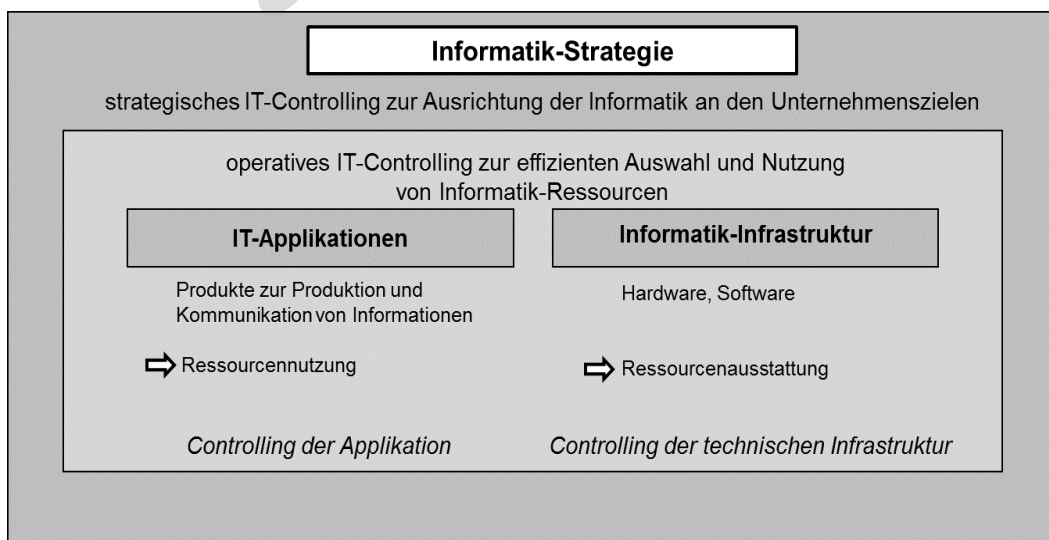 Informatik-Strategie
strategisches IT-Controlling zur Ausrichtung der Informatik an den Unternehmenszielen
operatives IT-Controlling zur effizienten Auswahl und Nutzung
von Informatik-Ressourcen
IT-Applikationen
Informatik-Infrastruktur
Produkte zur Produktion und
Kommunikation von Informationen
Hardware, Software
Ressourcennutzung
Ressourcenausstattung
Controlling der Applikation
Controlling der technischen Infrastruktur